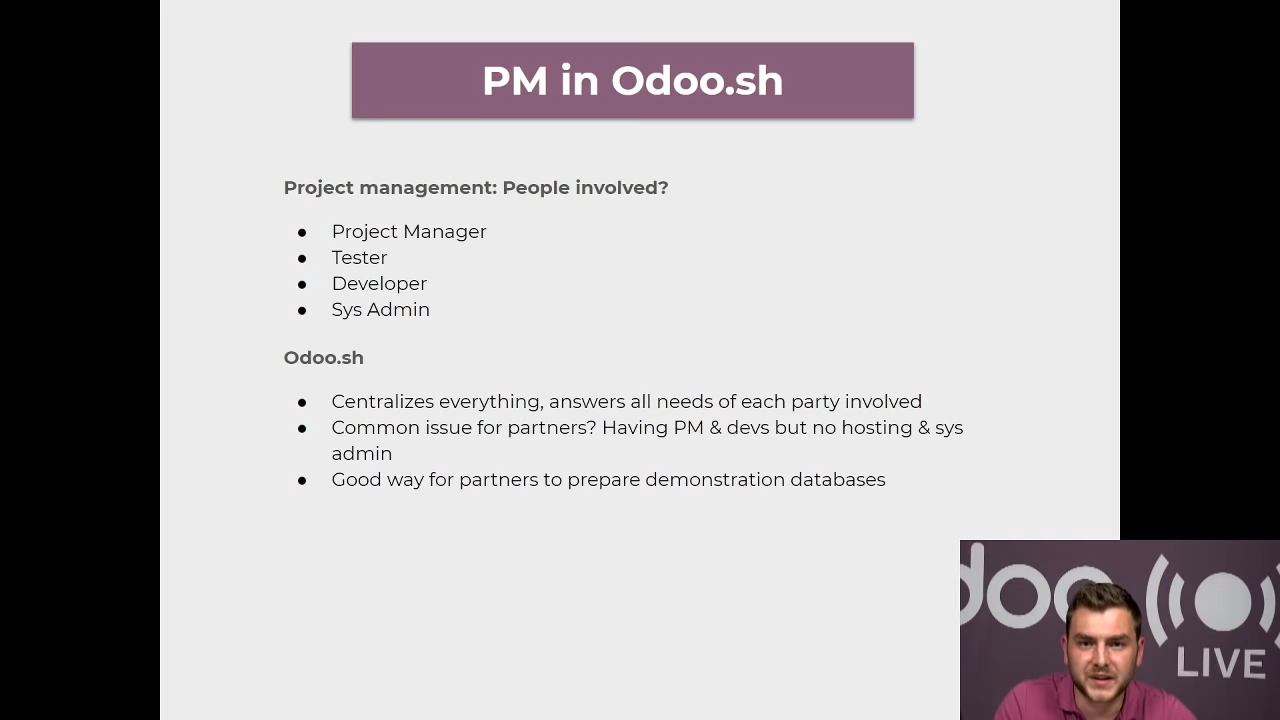 PM in Odoo.sh
Project management: People involved?
● Project Manager
● Tester
● Developer
● Sys Admin
Odoo.sh
● Centralizes everything, answers all needs of each party involved
● Common issue for partners? Having PM & devs but no hosting & sys
admin
● Good way for partners to prepare demonstration databases
doo
LIVE